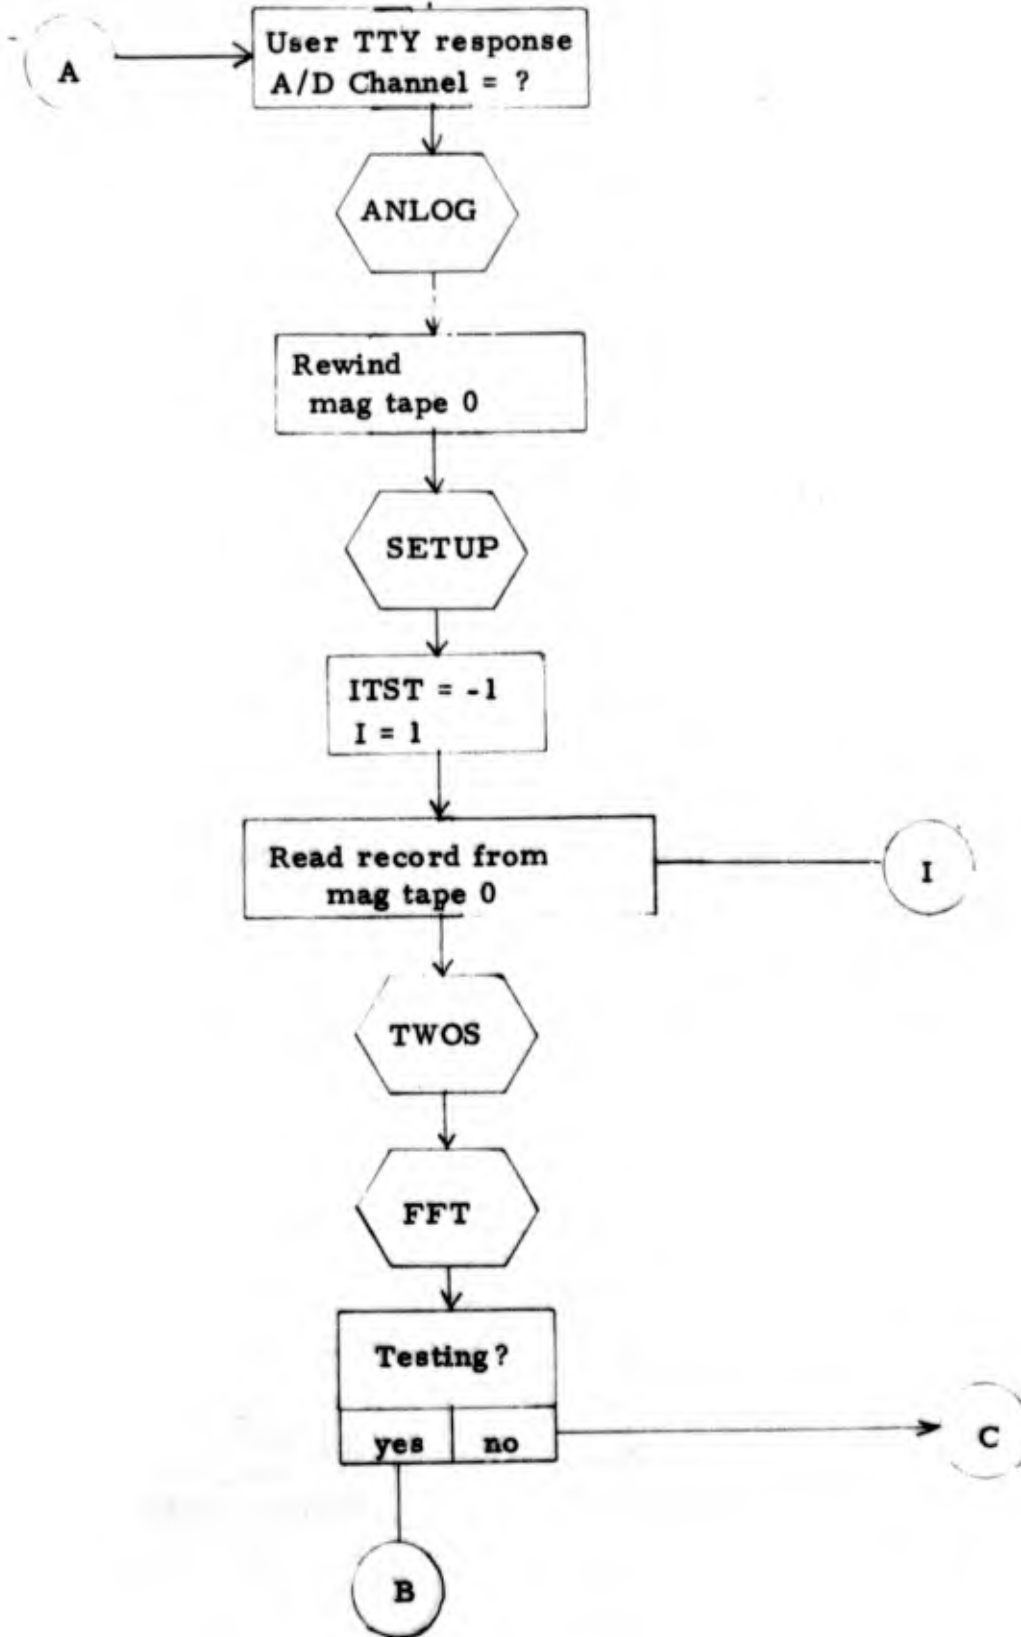 A
User TTY response
A/D Channel = ?
ANLOG
Rewind
mag tape 0
SETUP
ITST = -1
I = 1
Read record from
mag tape 0
I
TWOS
FFT
Testing?
yes no
C
B